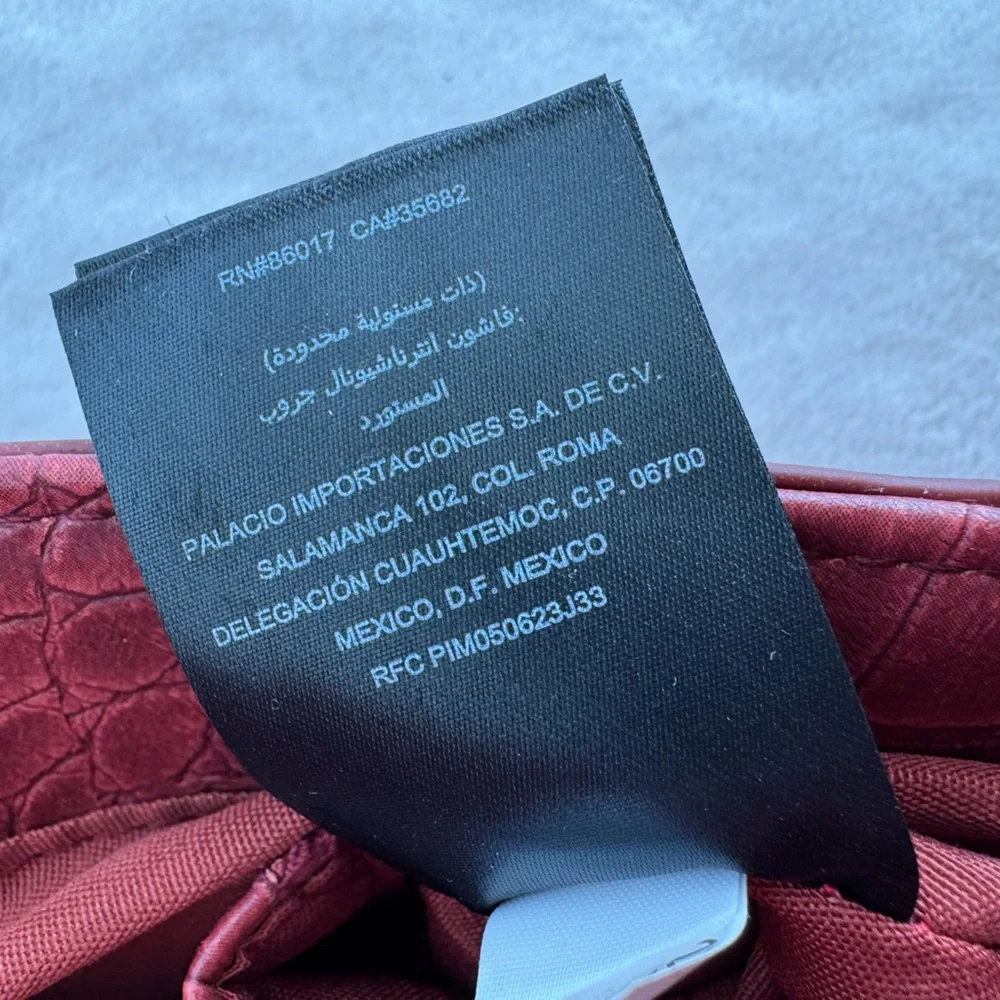 RN#86017 CA#35682
(ذات مسئولية محدودة)
فاشون انترناشيونال جروب:
المستورد
PALACIO IMPORTACIONES S.A. DE C.V.
SALAMANCA 102, COL. ROMA
DELEGACIÓN CUAUHTEMOC, C.P. 06700
MEXICO, D.F. MEXICO
RFC PIM050623J33